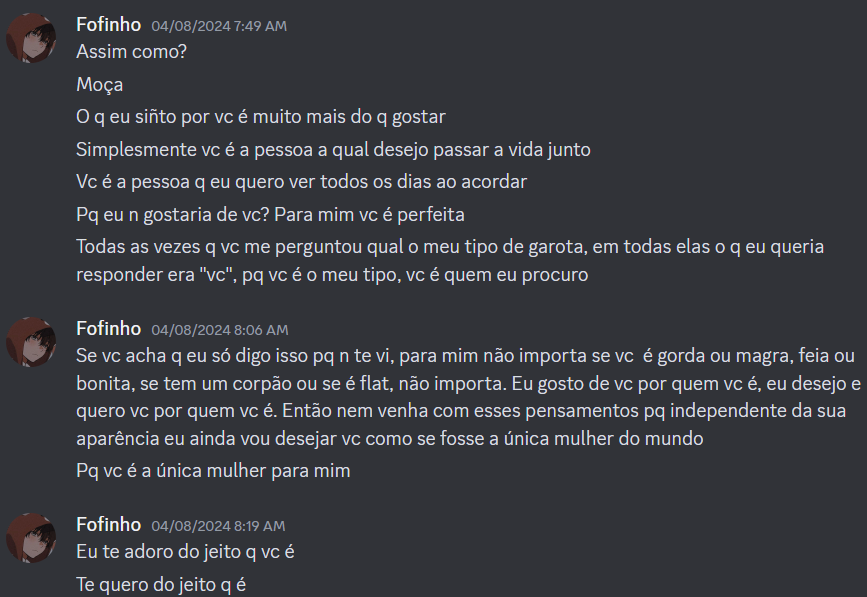 Fofinho 04/08/2024 7:49 AM
Assim como?
Moça
O q eu siñto por vc é muito mais do q gostar
Simplesmente vc é a pessoa a qual desejo passar a vida junto
Vc é a pessoa q eu quero ver todos os dias ao acordar
Pq eu n gostaria de vc? Para mim vc é perfeita
Todas as vezes q vc me perguntou qual o meu tipo de garota, em todas elas o q eu queria
responder era "vc", pq vc é o meu tipo, vc é quem eu procuro
Fofinho 04/08/2024 8:06 AM
Se vc acha q eu só digo isso pq n te vi, para mim não importa se vc é gorda ou magra, feia ou
bonita, se tem um corpão ou se é flat, não importa. Eu gosto de vc por quem vc é, eu desejo e
quero vc por quem vc é. Então nem venha com esses pensamentos pq independente da sua
aparência eu ainda vou desejar vc como se fosse a única mulher do mundo
Pq vc é a única mulher para mim
Fofinho 04/08/2024 8:19 AM
Eu te adoro do jeito q vc é
Te quero do jeito q é